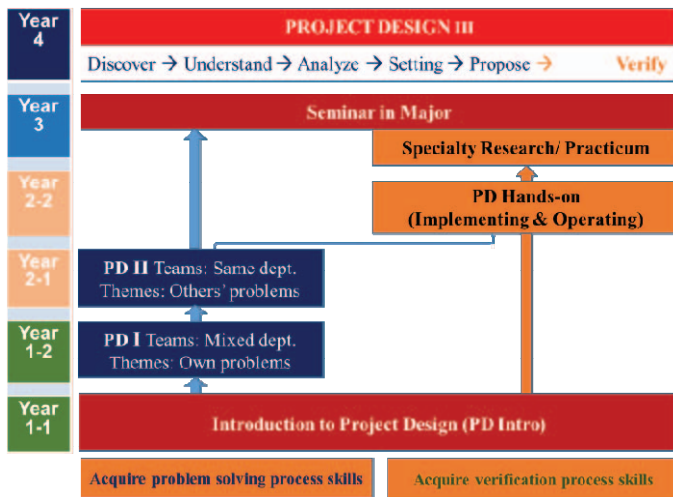 Year
4
PROJECT DESIGN III
Discover → Understand → Analyze → Setting → Propose → Verify
Year
3
Seminar in Major
Specialty Research/ Practicum
Year
2-2
PD Hands-on
(Implementing & Operating)
Year
2-1
PD II Teams: Same dept.
Themes: Others' problems
Year
1-2
PD I Teams: Mixed dept.
Themes: Own problems
Year
1-1
Introduction to Project Design (PD Intro)
Acquire problem solving process skills
Acquire verification process skills